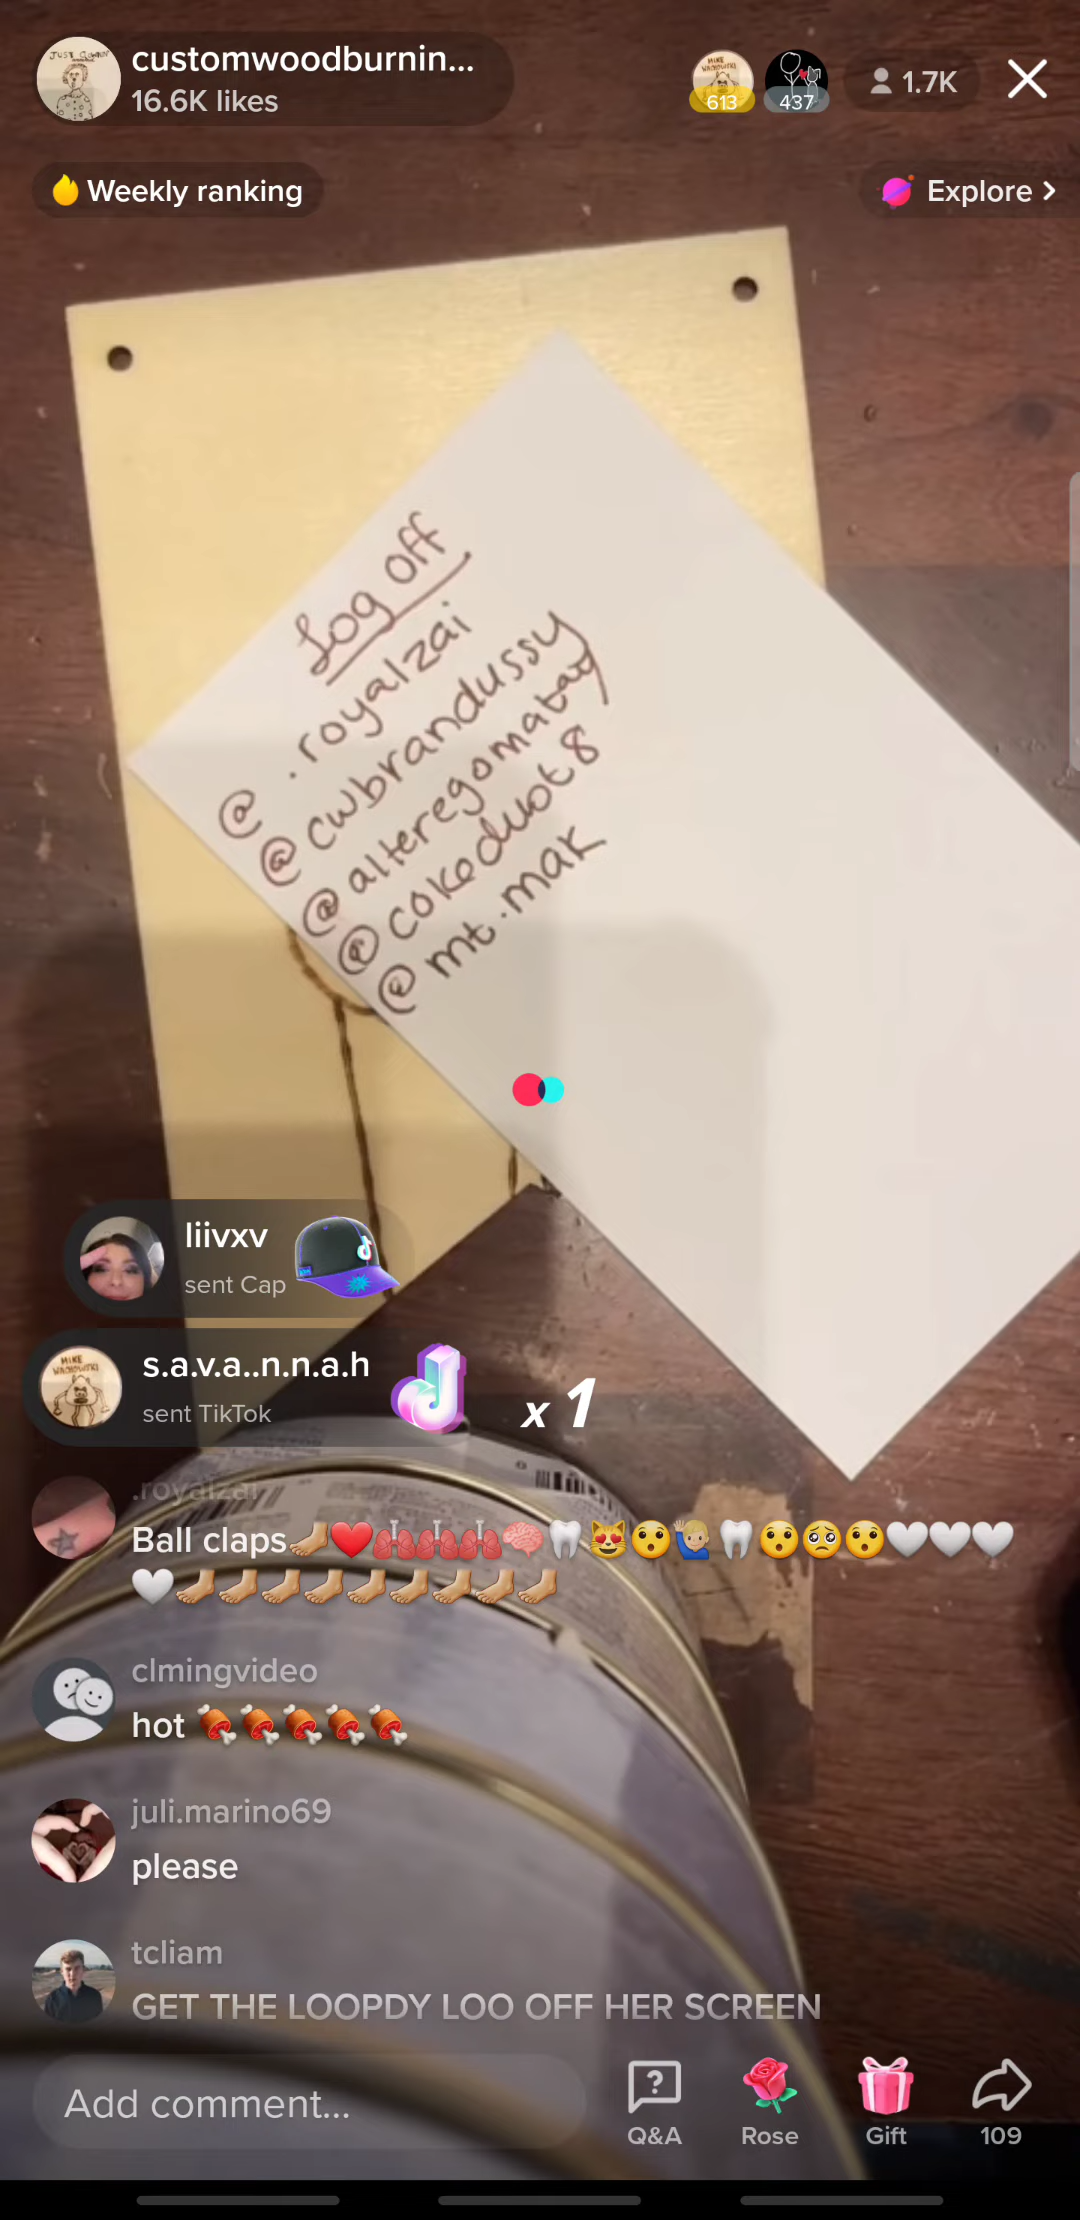 customwoodburnin...
16.6K likes
613
437
1.7K
Weekly ranking
Explore
Log Off
@ .royalzai
@ cwbrandussy
@ alteregomatag
@ cokeduot8
@ mt.mak
liivxv
sent Cap
s.a.v.a..n.n.a.h
sent TikTok
x 1
.royalzai
Ball claps🦶🏼❤️🫁🫁🫁🧠🦷😻😯🙋🏼‍♂️🦷😯🥺😯🤍🤍🤍
🤍🦶🏼🦶🏼🦶🏼🦶🏼🦶🏼🦶🏼🦶🏼🦶🏼🦶🏼
clmingvideo
hot 🍖🍖🍖🍖🍖
juli.marino69
please
tcliam
GET THE LOOPDY LOO OFF HER SCREEN
Add comment...
Q&A
Rose
Gift
109